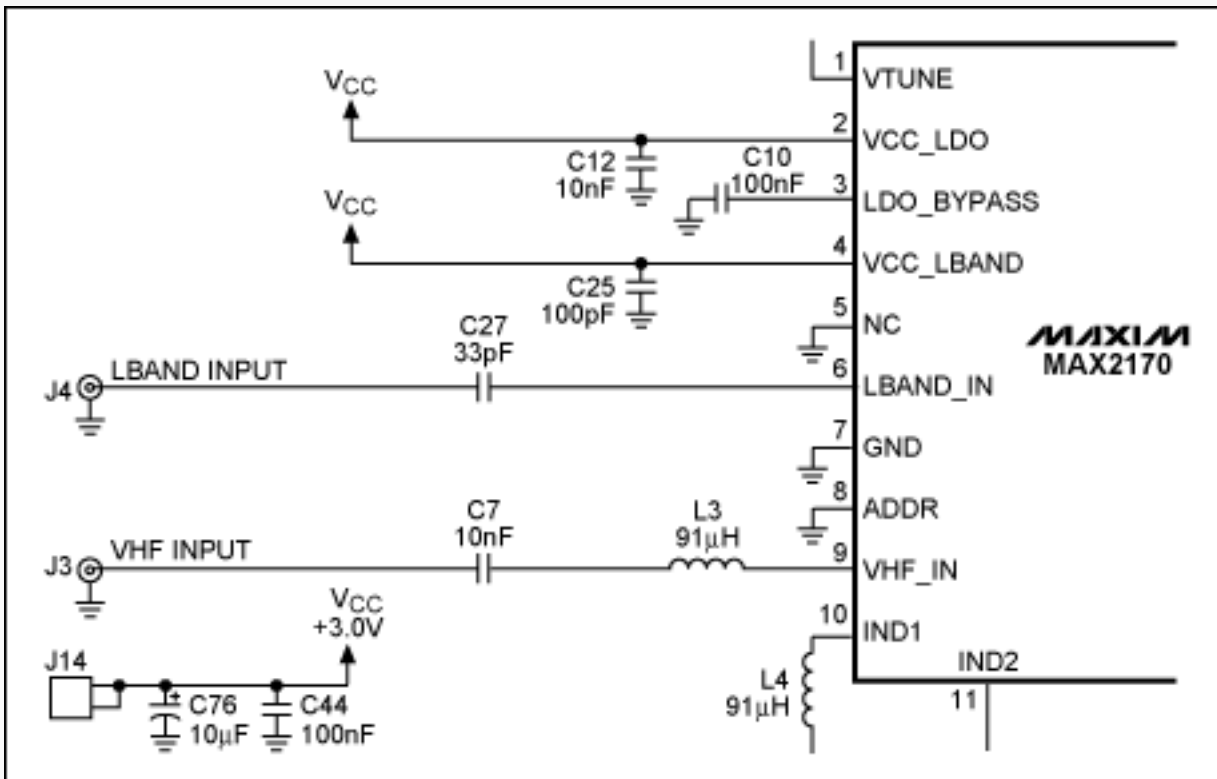 1
VTUNE
VCC
2
VCC_LDO
C12
10nF
C10
100nF
3
LDO_BYPASS
VCC
4
VCC_LBAND
C25
100pF
5
NC
MAXIM
MAX2170
C27
33pF
J4
LBAND INPUT
6
LBAND_IN
7
GND
8
ADDR
C7
10nF
L3
91μH
J3
VHF INPUT
9
VHF_IN
VCC
+3.0V
10
IND1
J14
C76
10μF
+
C44
100nF
L4
91μH
IND2
11